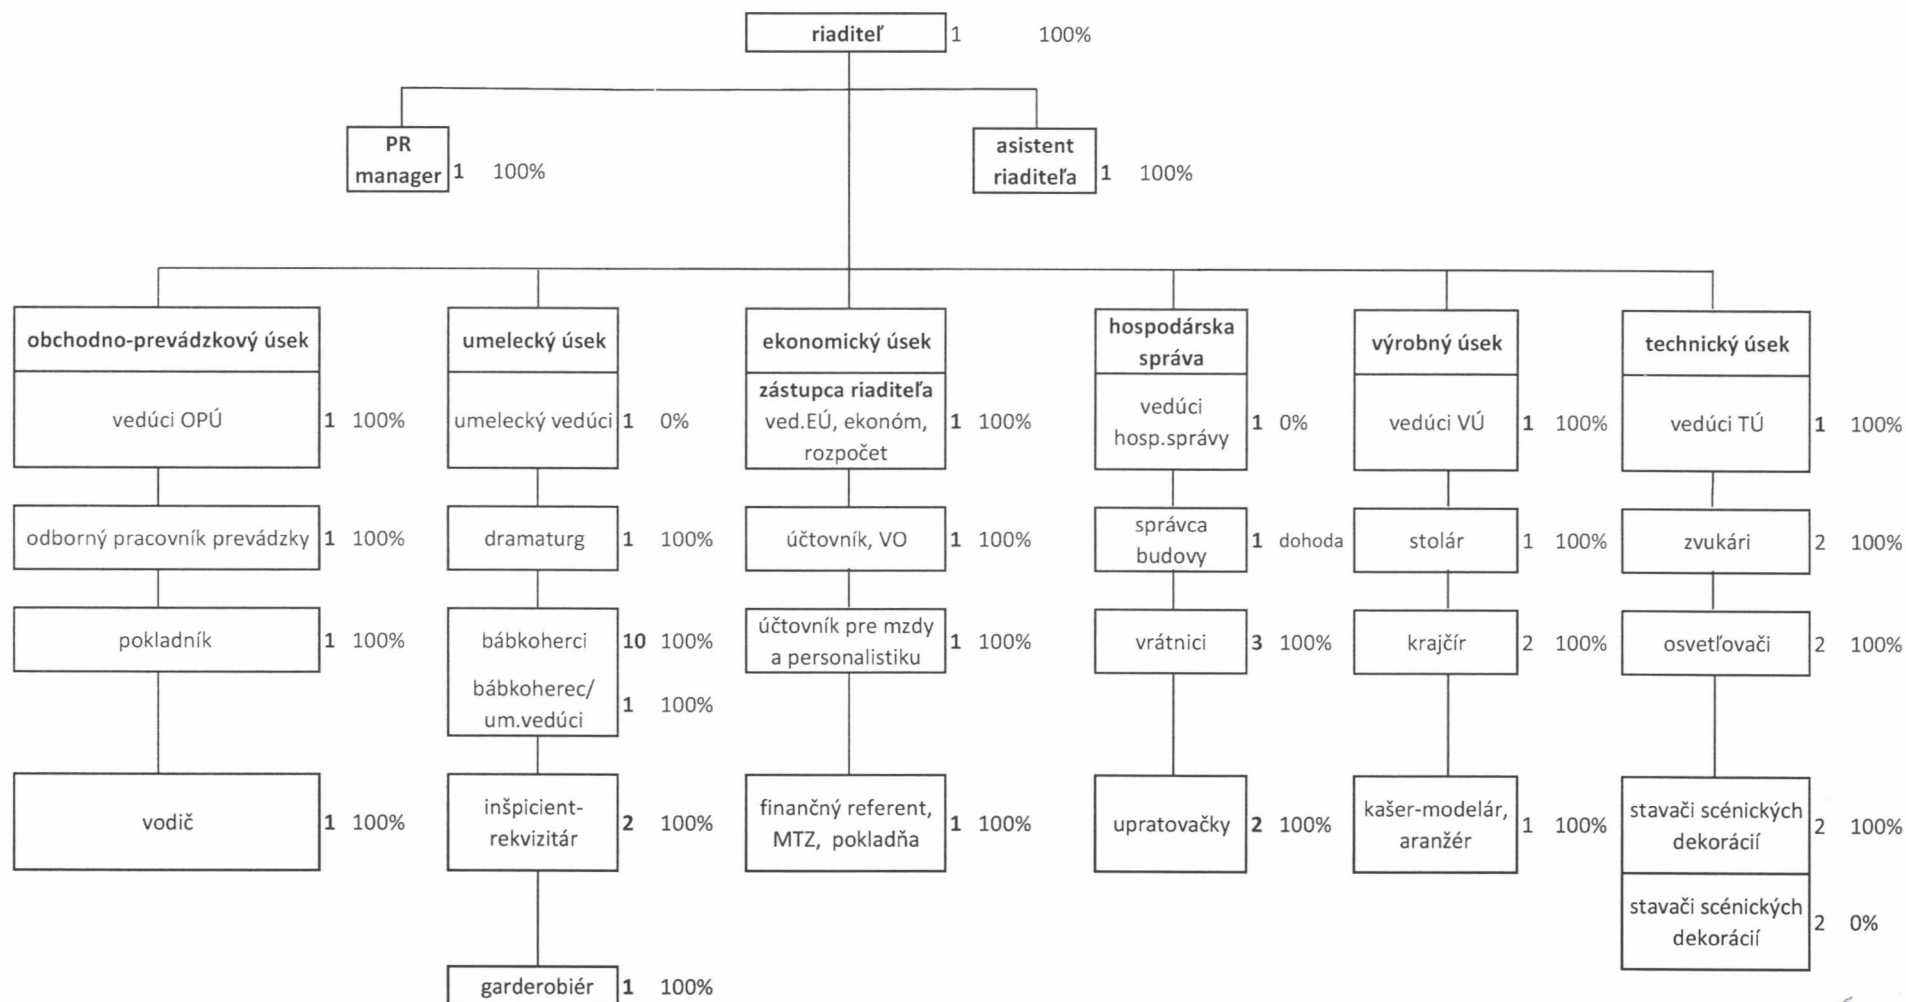 riaditeľ 1 100%
PR
manager 1 100%
asistent
riaditeľa 1 100%
obchodno-prevádzkový úsek
vedúci OPÚ 1 100%
odborný pracovník prevádzky 1 100%
pokladník 1 100%
vodič 1 100%
umelecký úsek
umelecký vedúci 1 0%
dramaturg 1 100%
bábkoherci 10 100%
bábkoherec/
um.vedúci 1 100%
inšpicient-
rekvizitár 2 100%
garderobiér 1 100%
ekonomický úsek
zástupca riaditeľa
ved.EÚ, ekonóm, 1 100%
rozpočet
účtovník, VO 1 100%
účtovník pre mzdy
a personalistiku 1 100%
finančný referent,
MTZ, pokladňa 1 100%
hospodárska
správa
vedúci
hosp.správy 1 0%
správca
budovy 1 dohoda
vrátnici 3 100%
upratovačky 2 100%
výrobný úsek
vedúci VÚ 1 100%
stolár 1 100%
krajčír 2 100%
kašer-modelár,
aranžér 1 100%
technický úsek
vedúci TÚ 1 100%
zvukári 2 100%
osvetľovači 2 100%
stavači scénických
dekorácií 2 100%
stavači scénických
dekorácií 2 0%